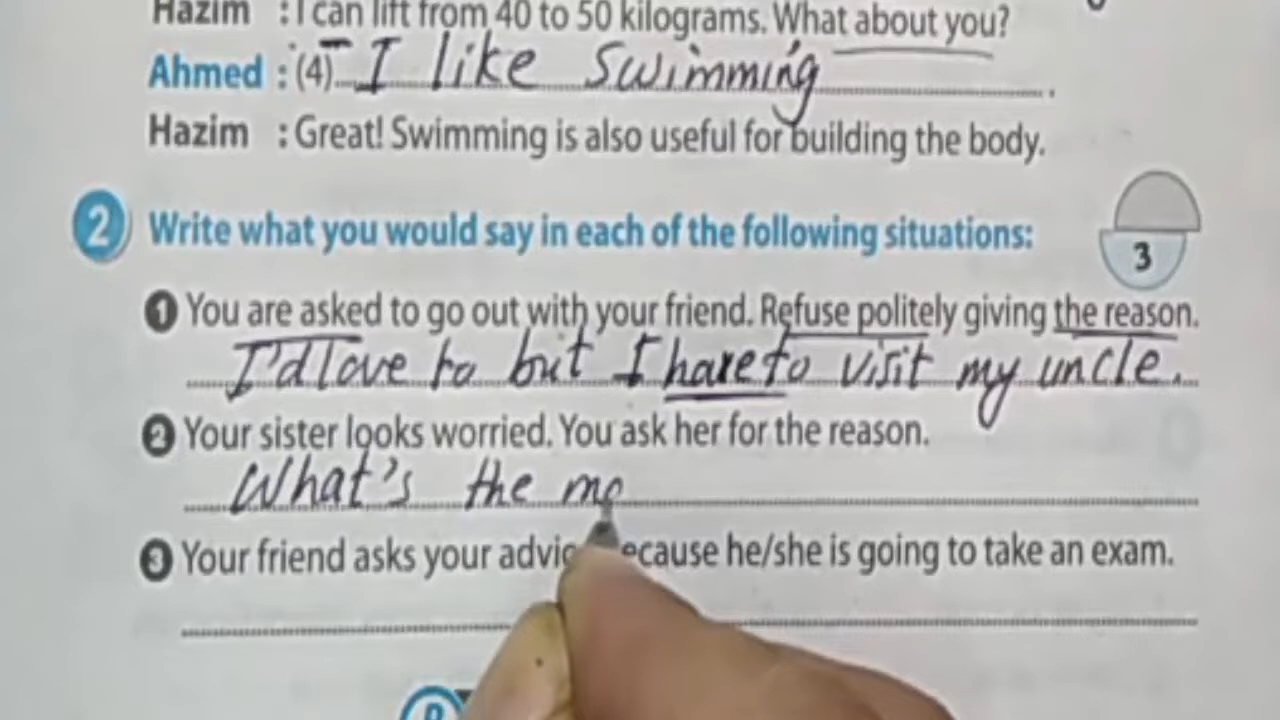 Hazim : I can lift from 40 to 50 kilograms. What about you?
Ahmed : (4) I like swimming .
Hazim : Great! Swimming is also useful for building the body.
2 Write what you would say in each of the following situations:
3
1 You are asked to go out with your friend. Refuse politely giving the reason.
I'd love to but I have to visit my uncle.
2 Your sister looks worried. You ask her for the reason.
What's the
3 Your friend asks your because he/she is going to take an exam.